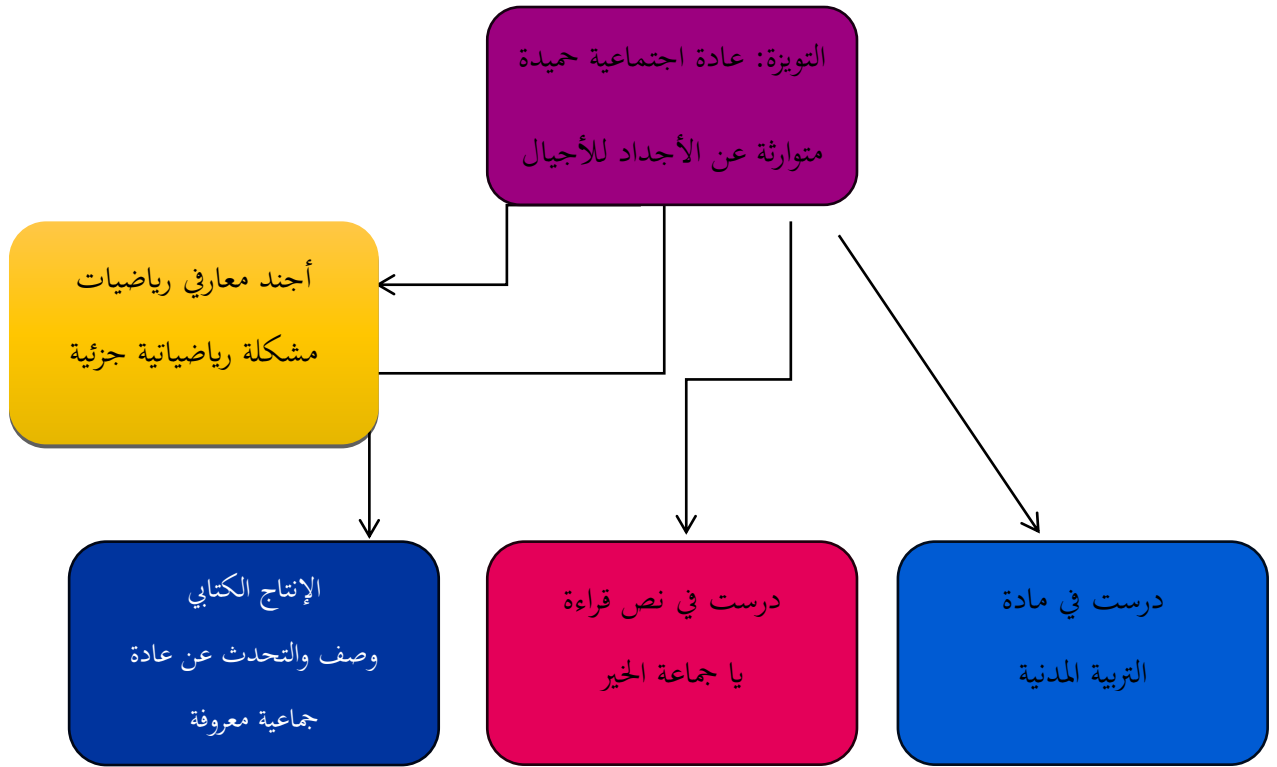 التويزة: عادة اجتماعية حميدة
متوارثة عن الأجداد للأجيال
أجند معارفي رياضيات
مشكلة رياضياتية جزئية
درست في مادة
التربية المدنية
درست في نص قراءة
يا جماعة الخير
الإنتاج الكتابي
وصف والتحدث عن عادة
جماعية معروفة